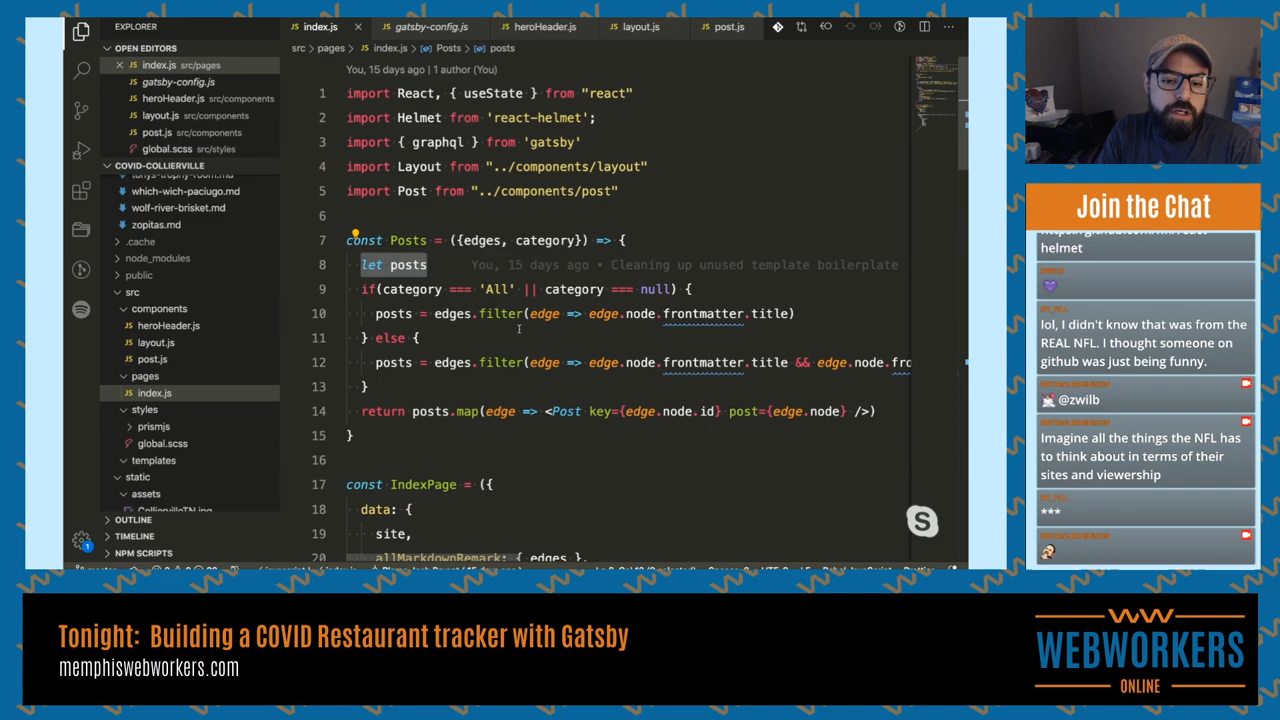 EXPLORER
OPEN EDITORS
index.js src/pages
gatsby-config.js
heroHeader.js src/components
layout.js src/components
post.js src/components
global.scss src/styles
COVID-COLLIERVILLE
which-wich-paciugo.md
wolf-river-brisket.md
zopitas.md
.cache
node_modules
public
src
components
heroHeader.js
layout.js
post.js
pages
index.js
styles
prismjs
global.scss
templates
static
assets
ColliervilleTN.jpg
OUTLINE
TIMELINE
NPM SCRIPTS
index.js gatsby-config.js heroHeader.js layout.js post.js
src > pages > index.js > Posts > posts
You, 15 days ago | 1 author (You)
1 import React, { useState } from "react"
2 import Helmet from 'react-helmet';
3 import { graphql } from 'gatsby'
4 import Layout from "../components/layout"
5 import Post from "../components/post"
6
7 const Posts = ({edges, category}) => {
8 let posts You, 15 days ago • Cleaning up unused template boilerplate
9 if(category === 'All' || category === null) {
10 posts = edges.filter(edge => edge.node.frontmatter.title)
11 } else {
12 posts = edges.filter(edge => edge.node.frontmatter.title && edge.node.fro
13 }
14 return posts.map(edge => <Post key={edge.node.id} post={edge.node} />)
15 }
16
17 const IndexPage = ({
18 data: {
19 site,
20 allMarkdownRemark: { edges },
Join the Chat
helmet
lol, I didn't know that was from the
REAL NFL. I thought someone on
github was just being funny.
@zwilb
Imagine all the things the NFL has
to think about in terms of their
sites and viewership
***
Tonight: Building a COVID Restaurant tracker with Gatsby
memphiswebworkers.com
WEBWORKERS
ONLINE